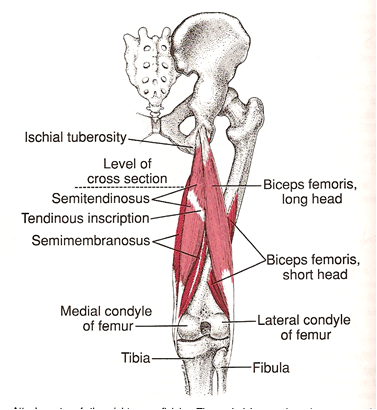 Ischial tuberosity
Level of
cross section
Semitendinosus
Tendinous inscription
Semimembranosus
Biceps femoris,
long head
Biceps femoris,
short head
Medial condyle
of femur
Lateral condyle
of femur
Tibia
Fibula